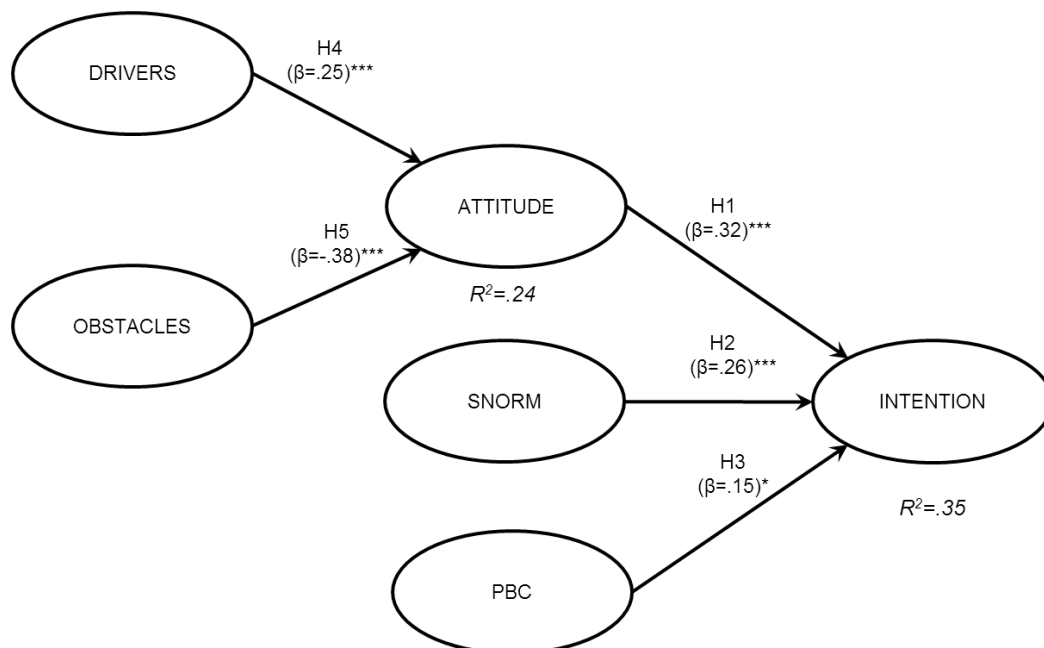 DRIVERS
H4
(β=.25)***
ATTITUDE
H5
(β=-.38)***
R²=.24
OBSTACLES
H1
(β=.32)***
H2
(β=.26)***
SNORM
INTENTION
H3
(β=.15)*
R²=.35
PBC